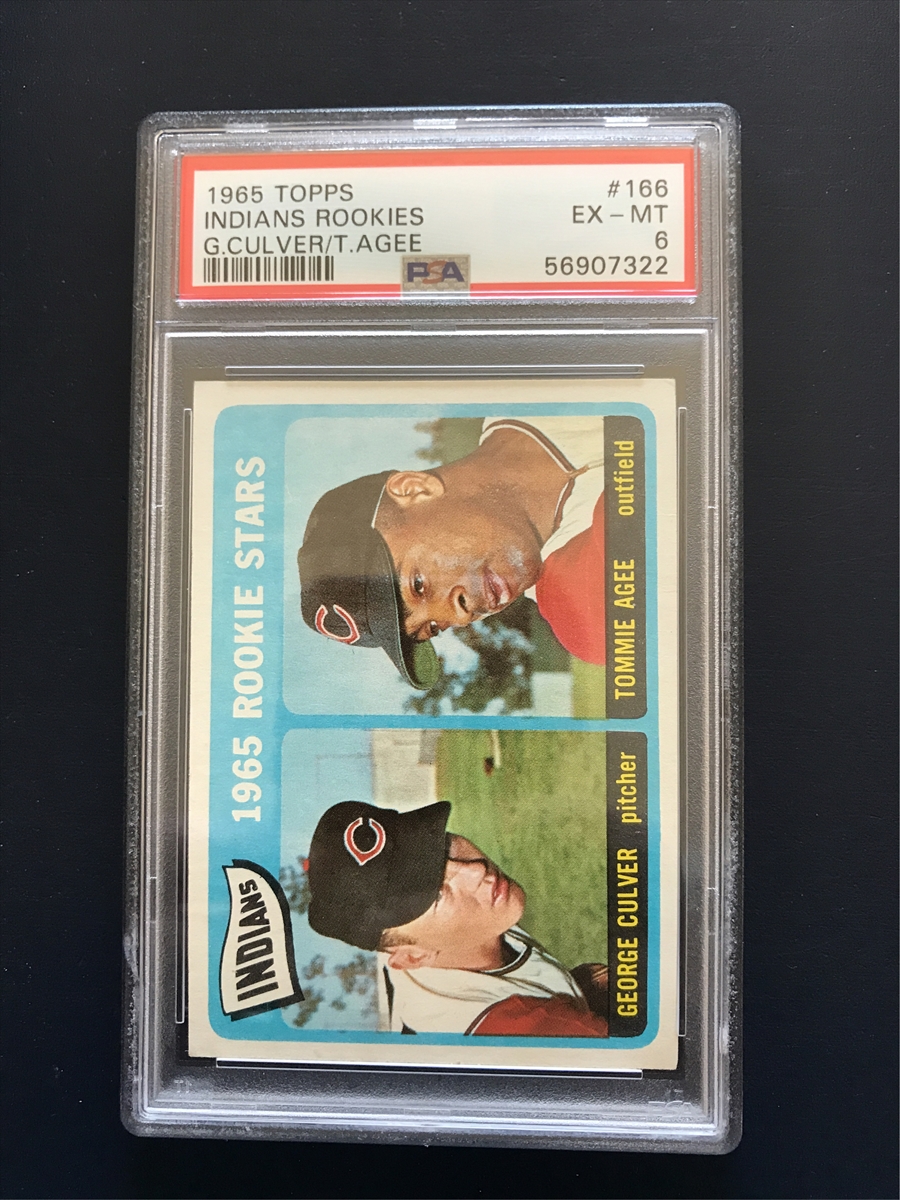 1965 TOPPS #166
INDIANS ROOKIES EX - MT
G.CULVER/T.AGEE 6
PSA 56907322
1965 ROOKIE STARS
INDIANS
C
C
GEORGE CULVER pitcher
TOMMIE AGEE outfield